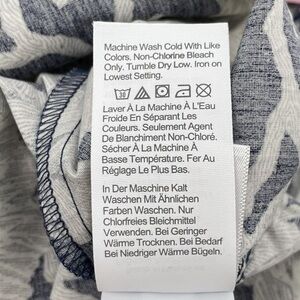 Machine Wash Cold With Like
Colors. Non-Chlorine Bleach
Only. Tumble Dry Low. Iron on
Lowest Setting.
30
Laver À La Machine À L'Eau
Froide En Séparant Les
Couleurs. Seulement Agent
De Blanchiment Non-Chloré.
Sécher À La Machine À
Basse Température. Fer Au
Réglage Le Plus Bas.
In Der Maschine Kalt
Waschen Mit Ähnlichen
Farben Waschen. Nur
Chlorfreies Bleichmittel
Verwenden. Bei Geringer
Wärme Trocknen. Bei Bedarf
Bei Niedriger Wärme Bügeln.